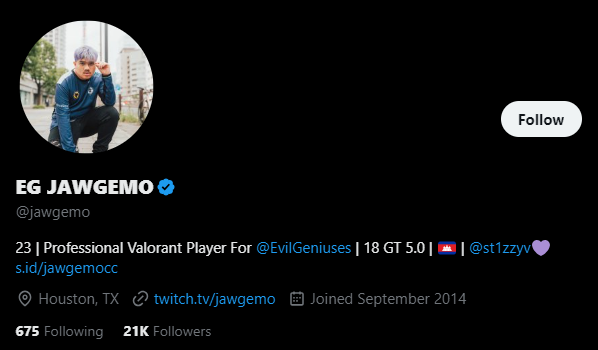 Follow
EG JAWGEMO
@jawgemo
23 | Professional Valorant Player For @EvilGeniuses | 18 GT 5.0 | 🇰🇭 | @st1zzyv💜
s.id/jawgemocc
Houston, TX twitch.tv/jawgemo Joined September 2014
675 Following 21K Followers